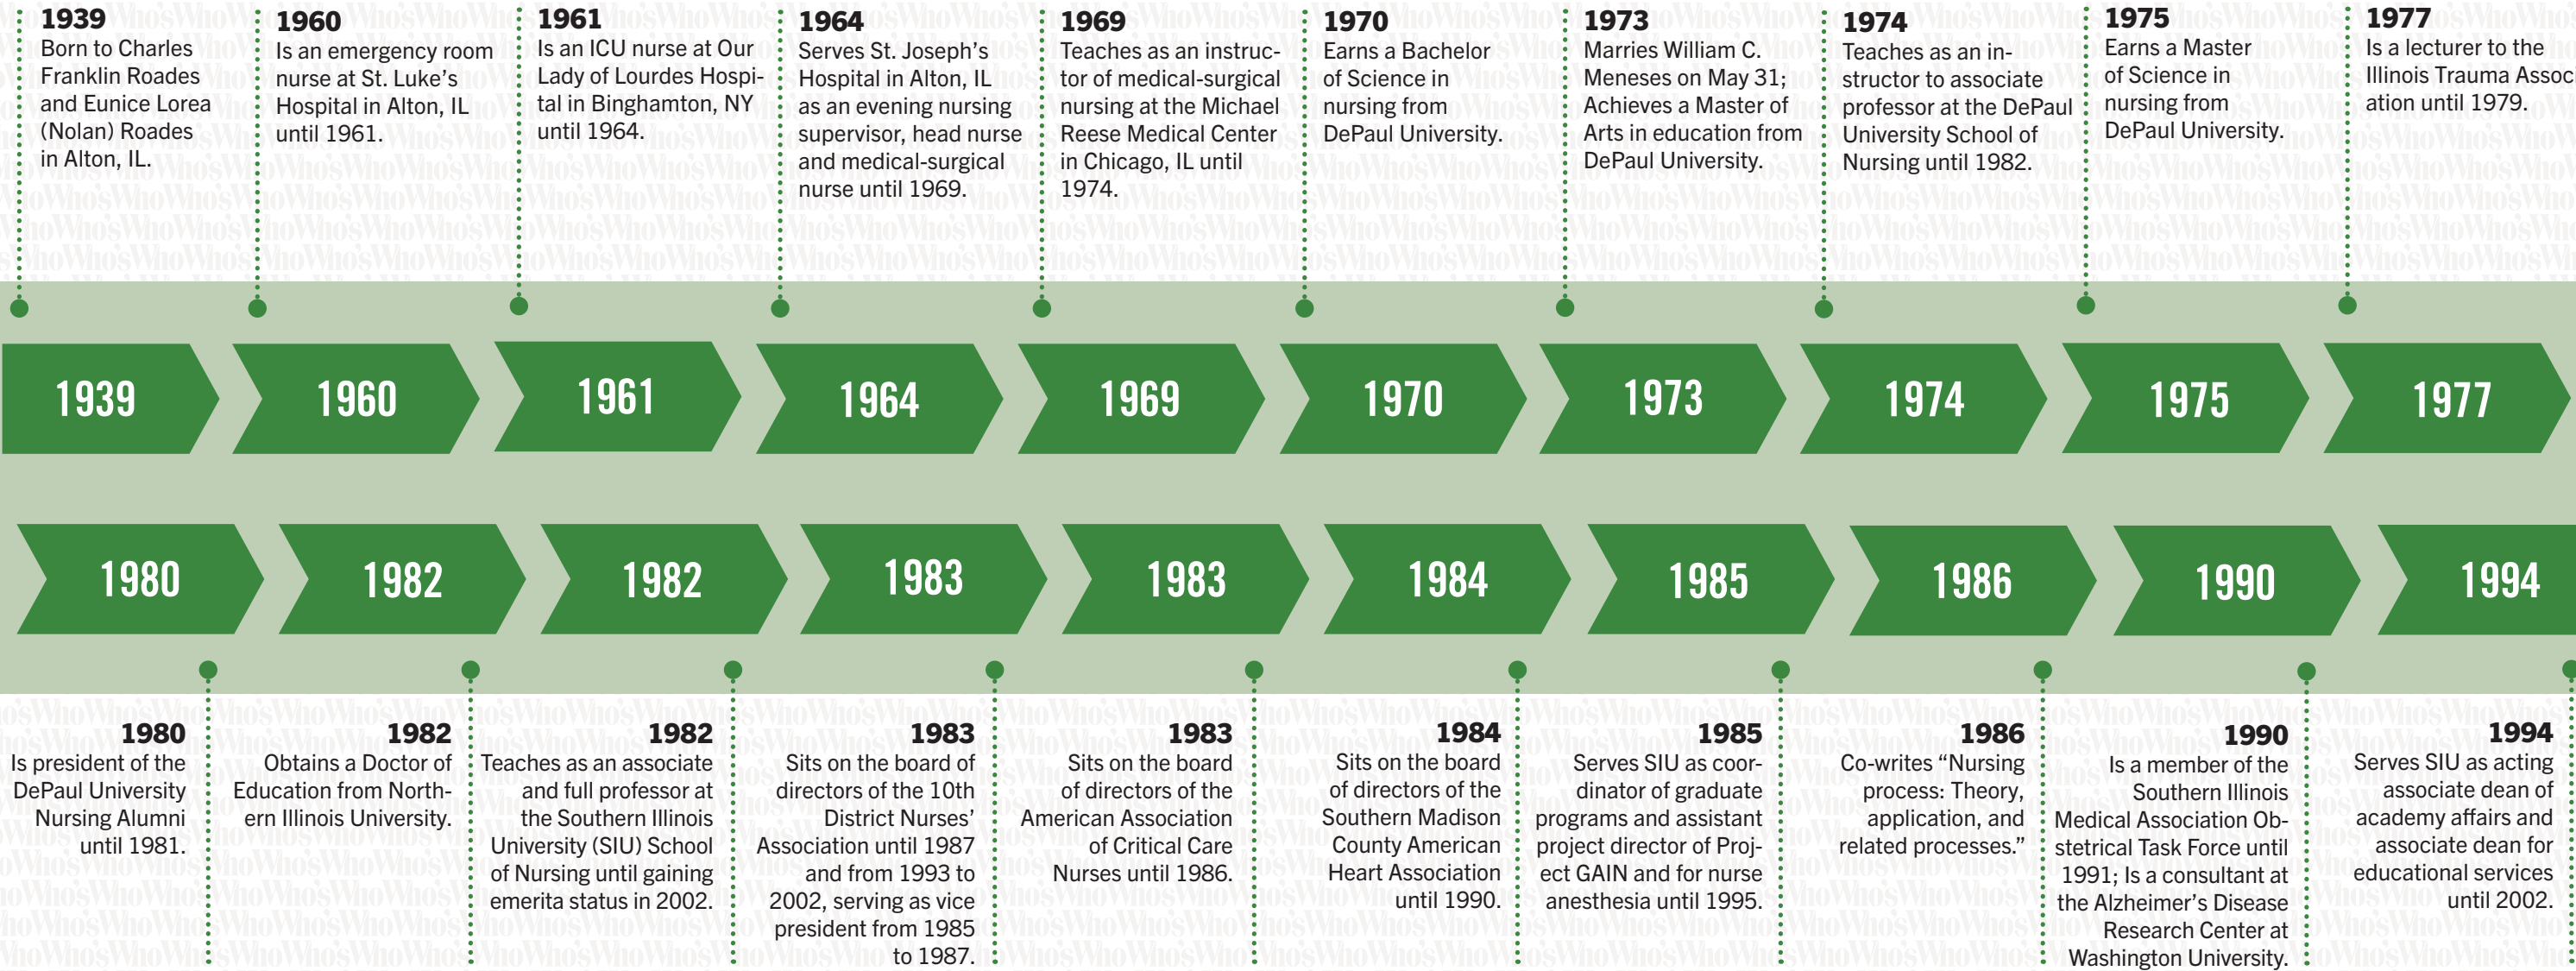 1939
Born to Charles
Franklin Roades
and Eunice Lorea
(Nolan) Roades
in Alton, IL.
1960
Is an emergency room
nurse at St. Luke’s
Hospital in Alton, IL
until 1961.
1961
Is an ICU nurse at Our
Lady of Lourdes Hospi-
tal in Binghamton, NY
until 1964.
1964
Serves St. Joseph’s
Hospital in Alton, IL
as an evening nursing
supervisor, head nurse
and medical-surgical
nurse until 1969.
1969
Teaches as an instruc-
tor of medical-surgical
nursing at the Michael
Reese Medical Center
in Chicago, IL until
1974.
1970
Earns a Bachelor
of Science in
nursing from
DePaul University.
1973
Marries William C.
Meneses on May 31;
Achieves a Master of
Arts in education from
DePaul University.
1974
Teaches as an in-
structor to associate
professor at the DePaul
University School of
Nursing until 1982.
1975
Earns a Master
of Science in
nursing from
DePaul University.
1977
Is a lecturer to the
Illinois Trauma Assoc
ation until 1979.
1939
1960
1961
1964
1969
1970
1973
1974
1975
1977
1980
1982
1982
1983
1983
1984
1985
1986
1990
1994
1980
Is president of the
DePaul University
Nursing Alumni
until 1981.
1982
Obtains a Doctor of
Education from North-
ern Illinois University.
1982
Teaches as an associate
and full professor at
the Southern Illinois
University (SIU) School
of Nursing until gaining
emerita status in 2002.
1983
Sits on the board of
directors of the 10th
District Nurses’
Association until 1987
and from 1993 to
2002, serving as vice
president from 1985
to 1987.
1983
Sits on the board
of directors of the
American Association
of Critical Care
Nurses until 1986.
1984
Sits on the board
of directors of the
Southern Madison
County American
Heart Association
until 1990.
1985
Serves SIU as coor-
dinator of graduate
programs and assistant
project director of Proj-
ect GAIN and for nurse
anesthesia until 1995.
1986
Co-writes “Nursing
process: Theory,
application, and
related processes.”
1990
Is a member of the
Southern Illinois
Medical Association Ob-
stetrical Task Force until
1991; Is a consultant at
the Alzheimer’s Disease
Research Center at
Washington University.
1994
Serves SIU as acting
associate dean of
academy affairs and
associate dean for
educational services
until 2002.